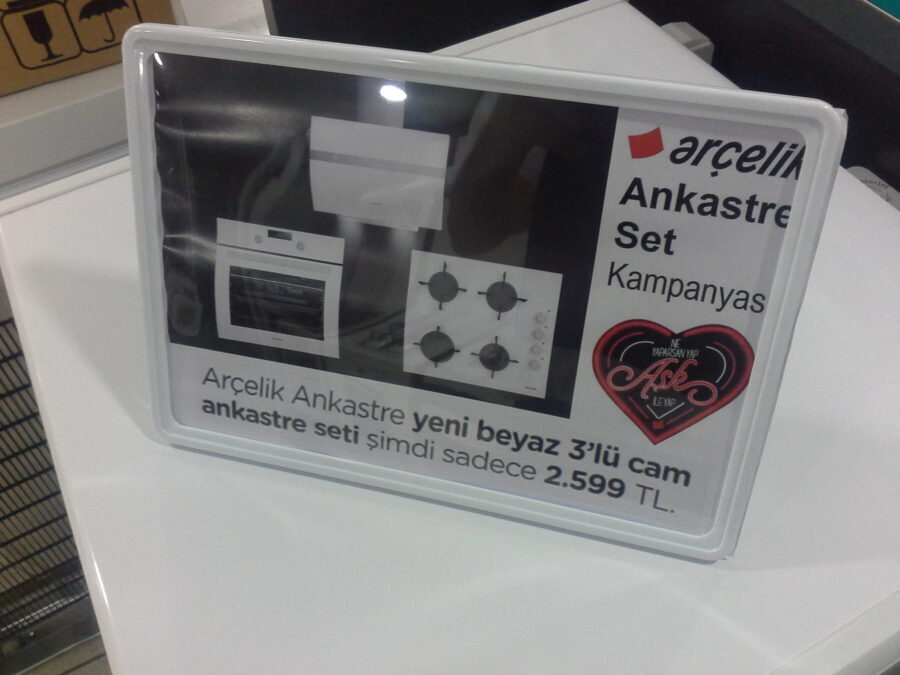 arçelik
Ankastre
Set
Kampanyas
NE
YAPARSAN YAP
Aşk
İLE YAP
Arçelik Ankastre yeni beyaz 3'lü cam
ankastre seti şimdi sadece 2.599 TL.